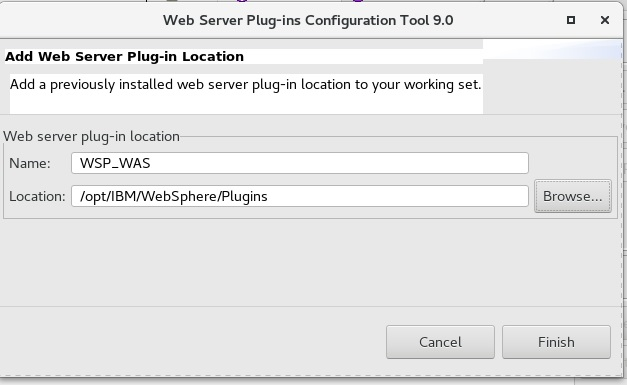 Web Server Plug-ins Configuration Tool 9.0
Add Web Server Plug-in Location
Add a previously installed web server plug-in location to your working set.
Web server plug-in location
Name: WSP_WAS
Location: /opt/IBM/WebSphere/Plugins Browse...
Cancel Finish